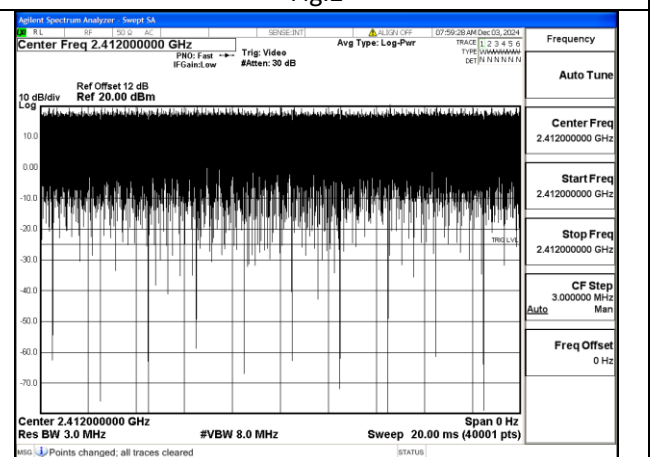 Agilent Spectrum Analyzer - Swept SA
RL RF 50 Ω AC SENSE:INT ALIGN OFF 07:59:28 AM Dec 03, 2024
Center Freq 2.412000000 GHz
PNO: Fast
IFGain:Low
Trig: Video
#Atten: 30 dB
Avg Type: Log-Pwr
TRACE 1 2 3 4 5 6
TYPE
DET N N N N N N
Ref Offset 12 dB
10 dB/div Ref 20.00 dBm
Log
10.0
0.00
-10.0
-20.0
TRIG LVL
-30.0
-40.0
-50.0
-60.0
-70.0
Center 2.412000000 GHz
Span 0 Hz
Res BW 3.0 MHz
#VBW 8.0 MHz
Sweep 20.00 ms (40001 pts)
MSG Points changed; all traces cleared
STATUS
Frequency
Auto Tune
Center Freq
2.412000000 GHz
Start Freq
2.412000000 GHz
Stop Freq
2.412000000 GHz
CF Step
3.000000 MHz
Auto Man
Freq Offset
0 Hz